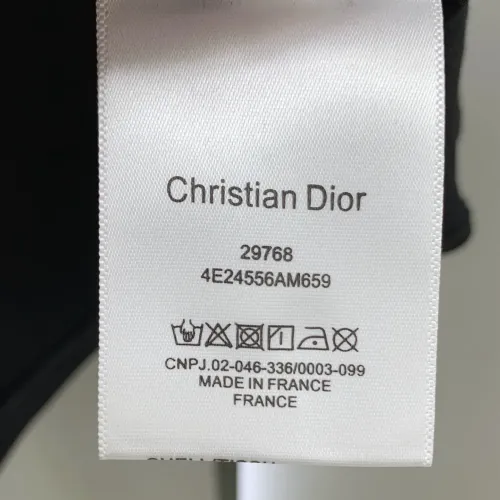 Christian Dior
29768
4E24556AM659
CNPJ.02-046-336/0003-099
MADE IN FRANCE
FRANCE